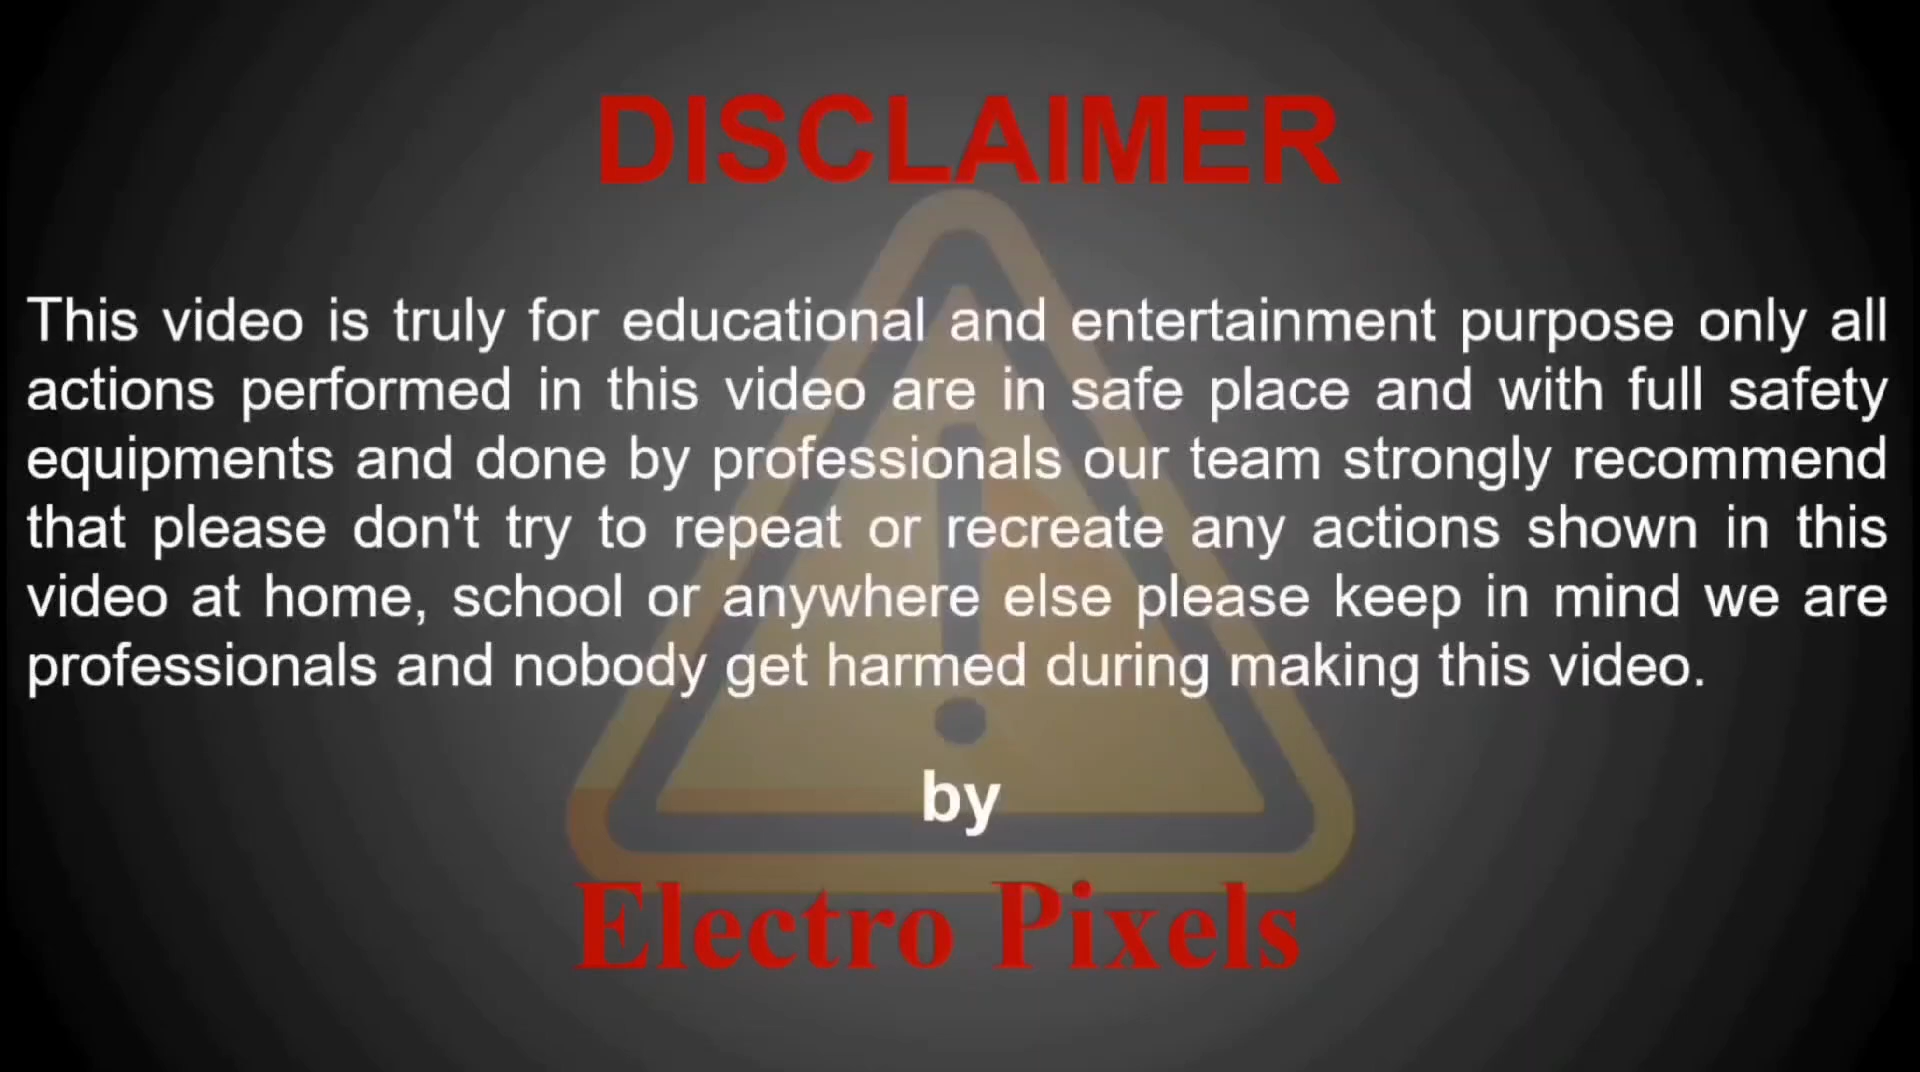 DISCLAIMER
This video is truly for educational and entertainment purpose only all
actions performed in this video are in safe place and with full safety
equipments and done by professionals our team strongly recommend
that please don't try to repeat or recreate any actions shown in this
video at home, school or anywhere else please keep in mind we are
professionals and nobody get harmed during making this video.
by
Electro Pixels